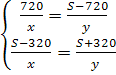 720/x = S−720/y
S−320/x = S+320/y